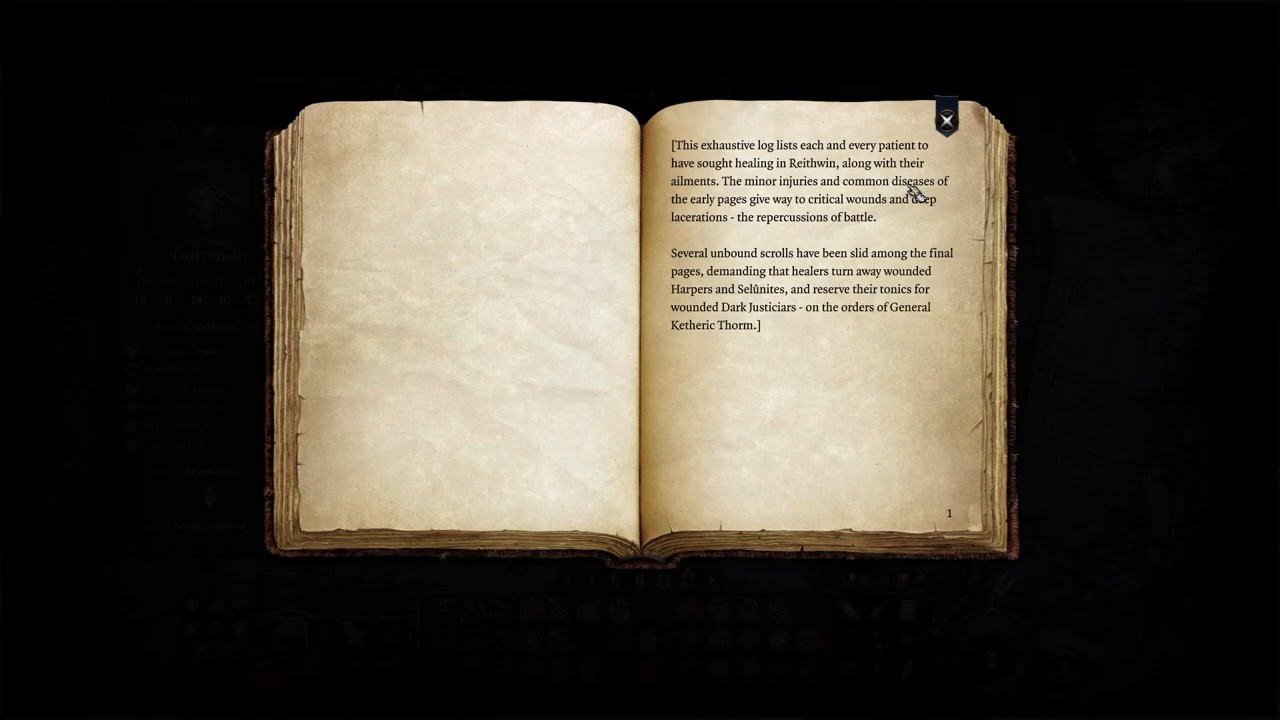 [This exhaustive log lists each and every patient to
have sought healing in Reithwin, along with their
ailments. The minor injuries and common diseases of
the early pages give way to critical wounds and deep
lacerations - the repercussions of battle.
Several unbound scrolls have been slid among the final
pages, demanding that healers turn away wounded
Harpers and Selûnites, and reserve their tonics for
wounded Dark Justiciars - on the orders of General
Ketheric Thorm.]
1